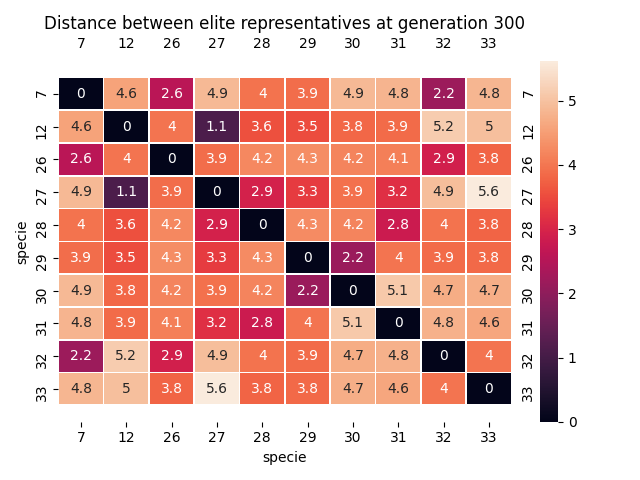 Distance between elite representatives at generation 300
7 12 26 27 28 29 30 31 32 33
7 0 4.6 2.6 4.9 4 3.9 4.9 4.8 2.2 4.8 7
12 4.6 0 4 1.1 3.6 3.5 3.8 3.9 5.2 5 12
26 2.6 4 0 3.9 4.2 4.3 4.2 4.1 2.9 3.8 26
27 4.9 1.1 3.9 0 2.9 3.3 3.9 3.2 4.9 5.6 27
28 4 3.6 4.2 2.9 0 4.3 4.2 2.8 4 3.8 28
29 3.9 3.5 4.3 3.3 4.3 0 2.2 4 3.9 3.8 29
30 4.9 3.8 4.2 3.9 4.2 2.2 0 5.1 4.7 4.7 30
31 4.8 3.9 4.1 3.2 2.8 4 5.1 0 4.8 4.6 31
32 2.2 5.2 2.9 4.9 4 3.9 4.7 4.8 0 4 32
33 4.8 5 3.8 5.6 3.8 3.8 4.7 4.6 4 0 33
7 12 26 27 28 29 30 31 32 33
specie
specie
5
4
3
2
1
0